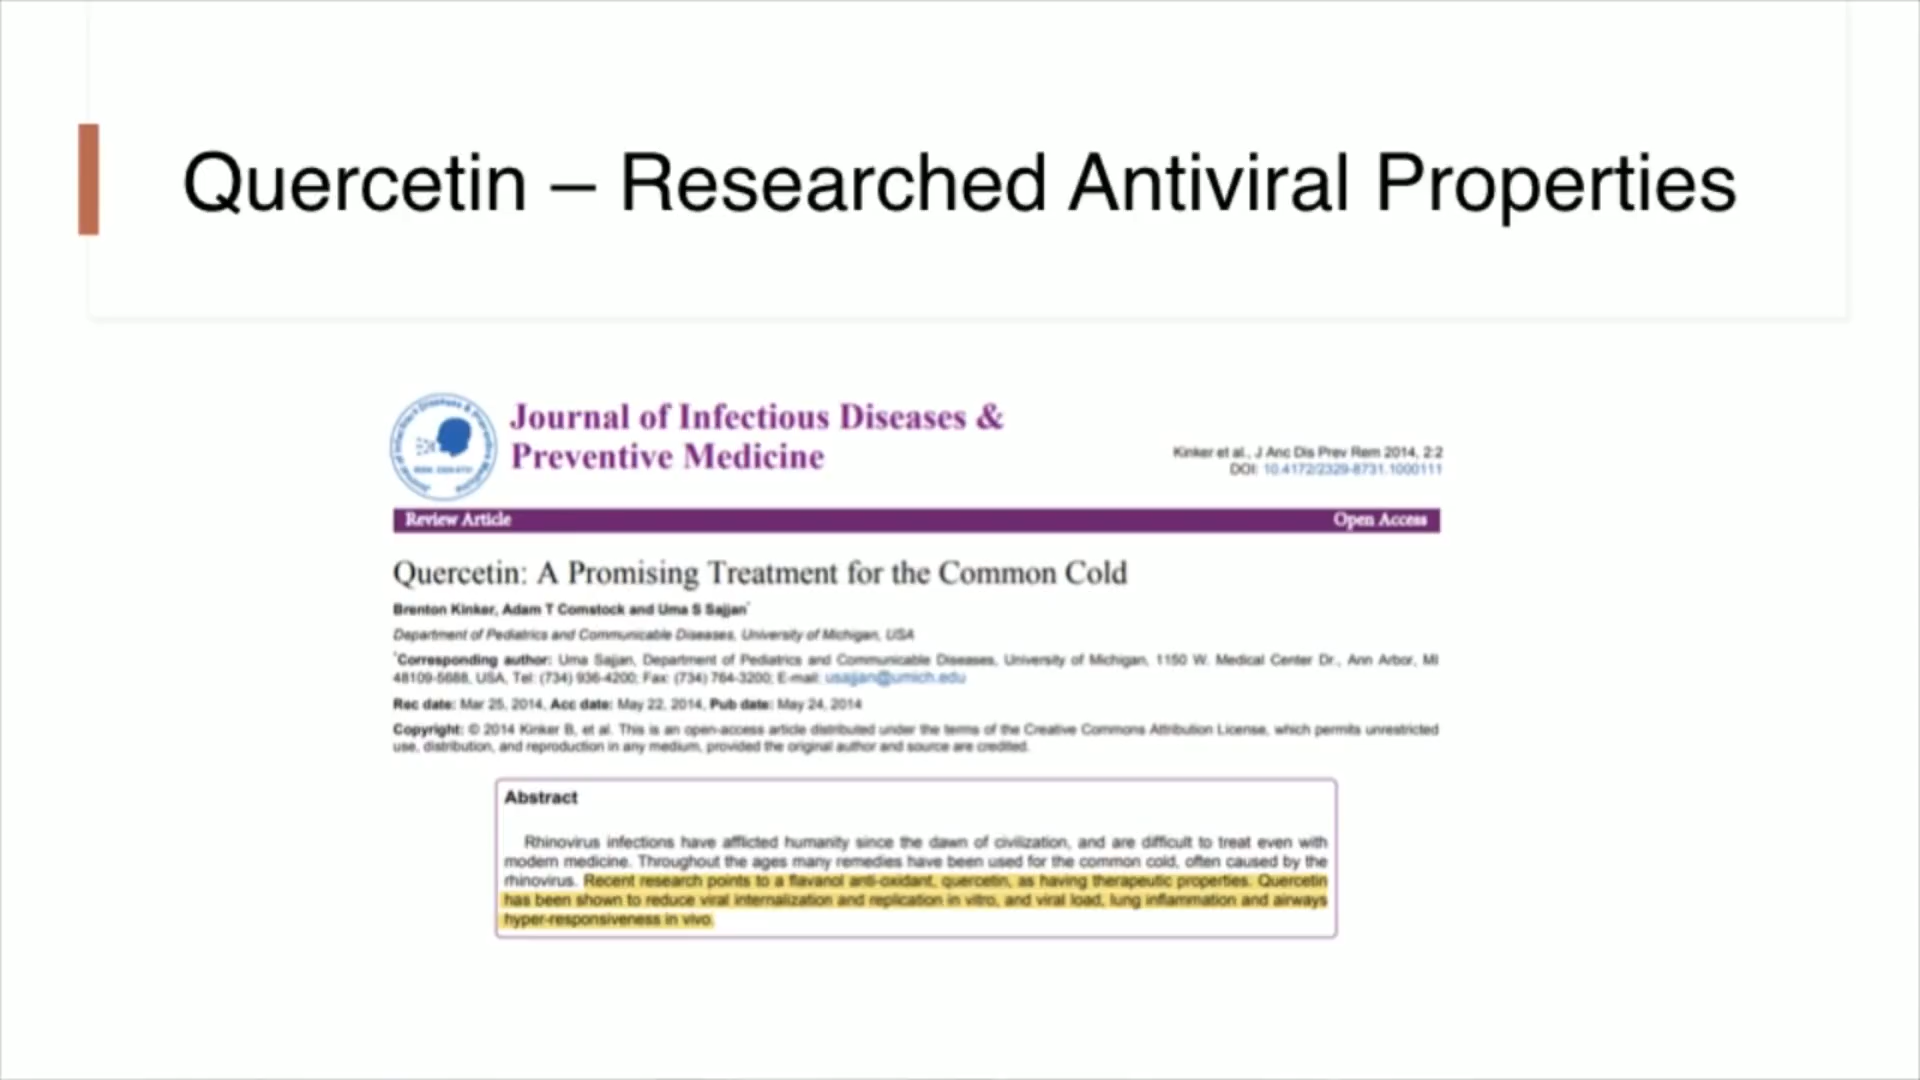 Quercetin – Researched Antiviral Properties
Journal of Infectious Diseases &
Preventive Medicine
Kinker et al., J Anc Dis Prev Rem 2014, 2:2
DOI: 10.4172/2329-8731.1000111
Review Article
Open Access
Quercetin: A Promising Treatment for the Common Cold
Brenton Kinker, Adam T Comstock and Uma S Sajjan*
Department of Pediatrics and Communicable Diseases, University of Michigan, USA
*Corresponding author: Uma Sajjan, Department of Pediatrics and Communicable Diseases, University of Michigan, 1150 W. Medical Center Dr., Ann Arbor, MI
48109-5688, USA, Tel: (734) 936-4200; Fax: (734) 764-3200; E-mail: usajjan@umich.edu
Rec date: Mar 25, 2014, Acc date: May 22, 2014, Pub date: May 24, 2014
Copyright: © 2014 Kinker B, et al. This is an open-access article distributed under the terms of the Creative Commons Attribution License, which permits unrestricted
use, distribution, and reproduction in any medium, provided the original author and source are credited.
Abstract
Rhinovirus infections have afflicted humanity since the dawn of civilization, and are difficult to treat even with
modern medicine. Throughout the ages many remedies have been used for the common cold, often caused by the
rhinovirus. Recent research points to a flavanol anti-oxidant, quercetin, as having therapeutic properties. Quercetin
has been shown to reduce viral internalization and replication in vitro, and viral load, lung inflammation and airways
hyper-responsiveness in vivo.